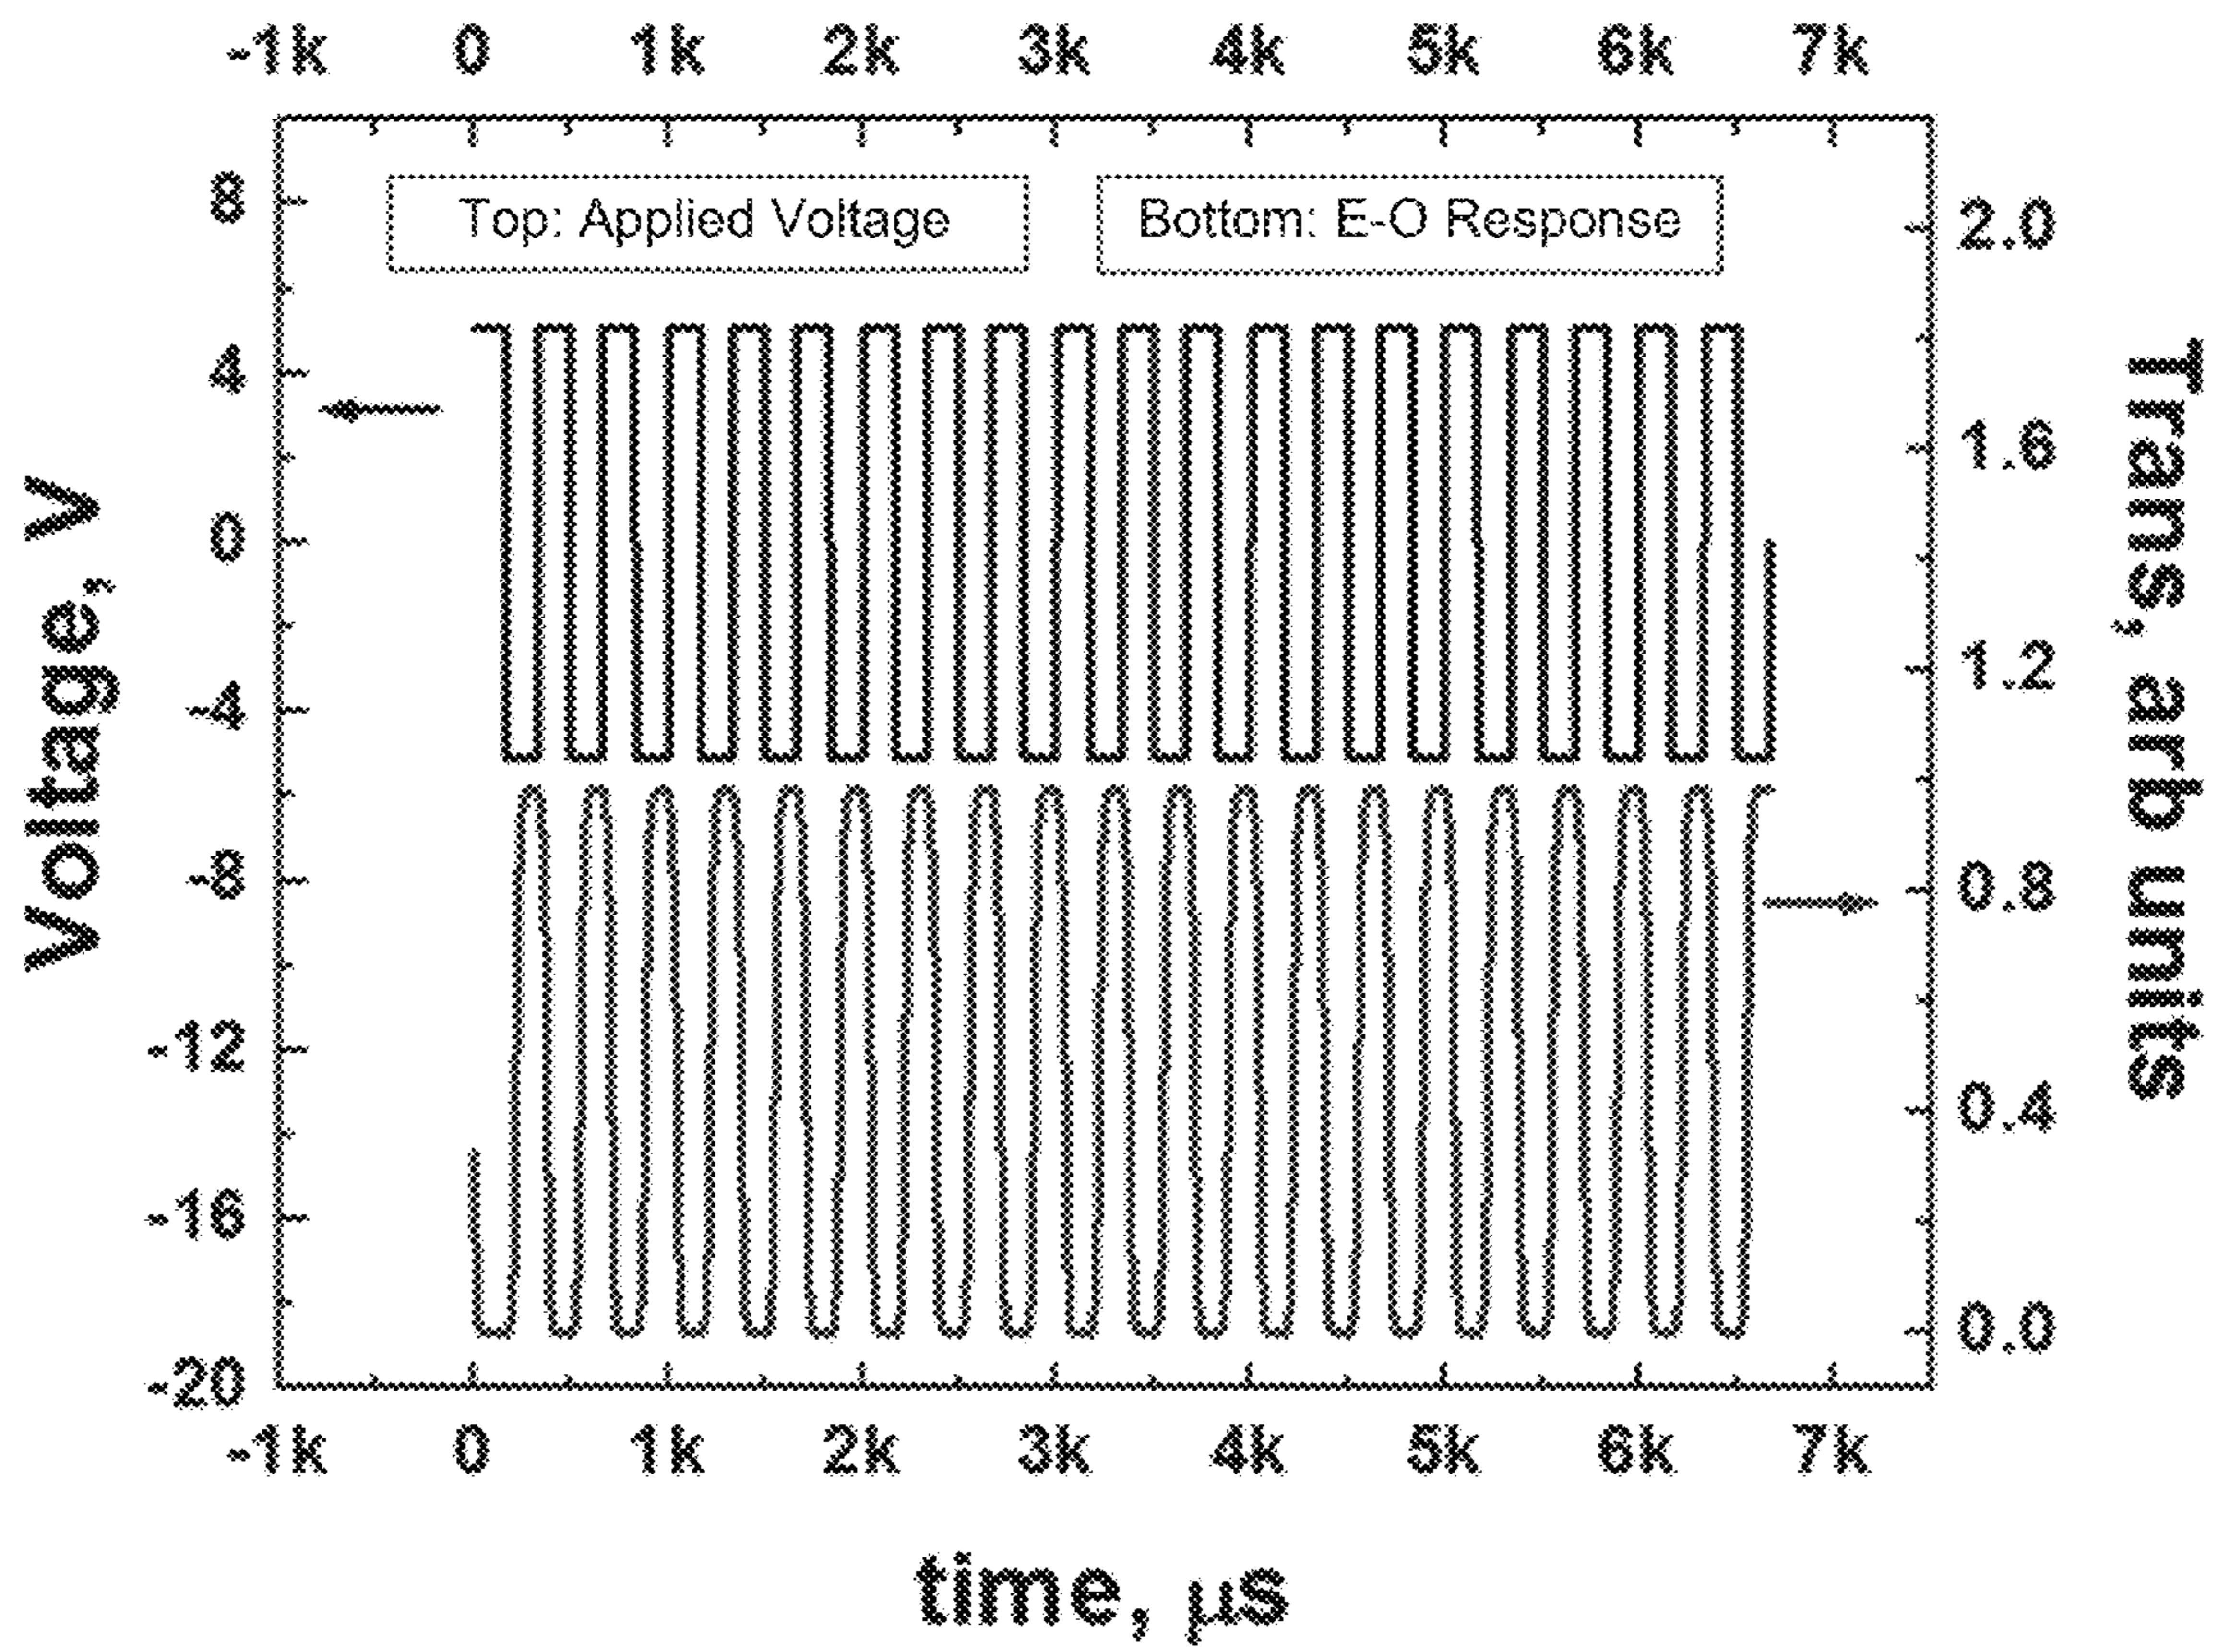 -1k 0 1k 2k 3k 4k 5k 6k 7k
Top: Applied Voltage
Bottom: E-O Response
Voltage, V
8
4
0
-4
-8
-12
-16
-20
2.0
1.6
1.2
0.8
0.4
0.0
Trans, arb units
-1k 0 1k 2k 3k 4k 5k 6k 7k
time, µs